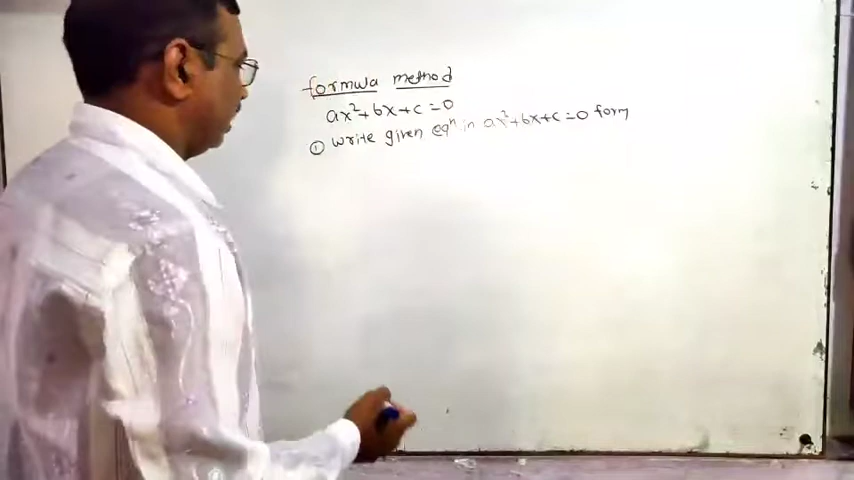 formula method
ax²+bx+c=0
① write given eqⁿ in ax²+bx+c=0 form